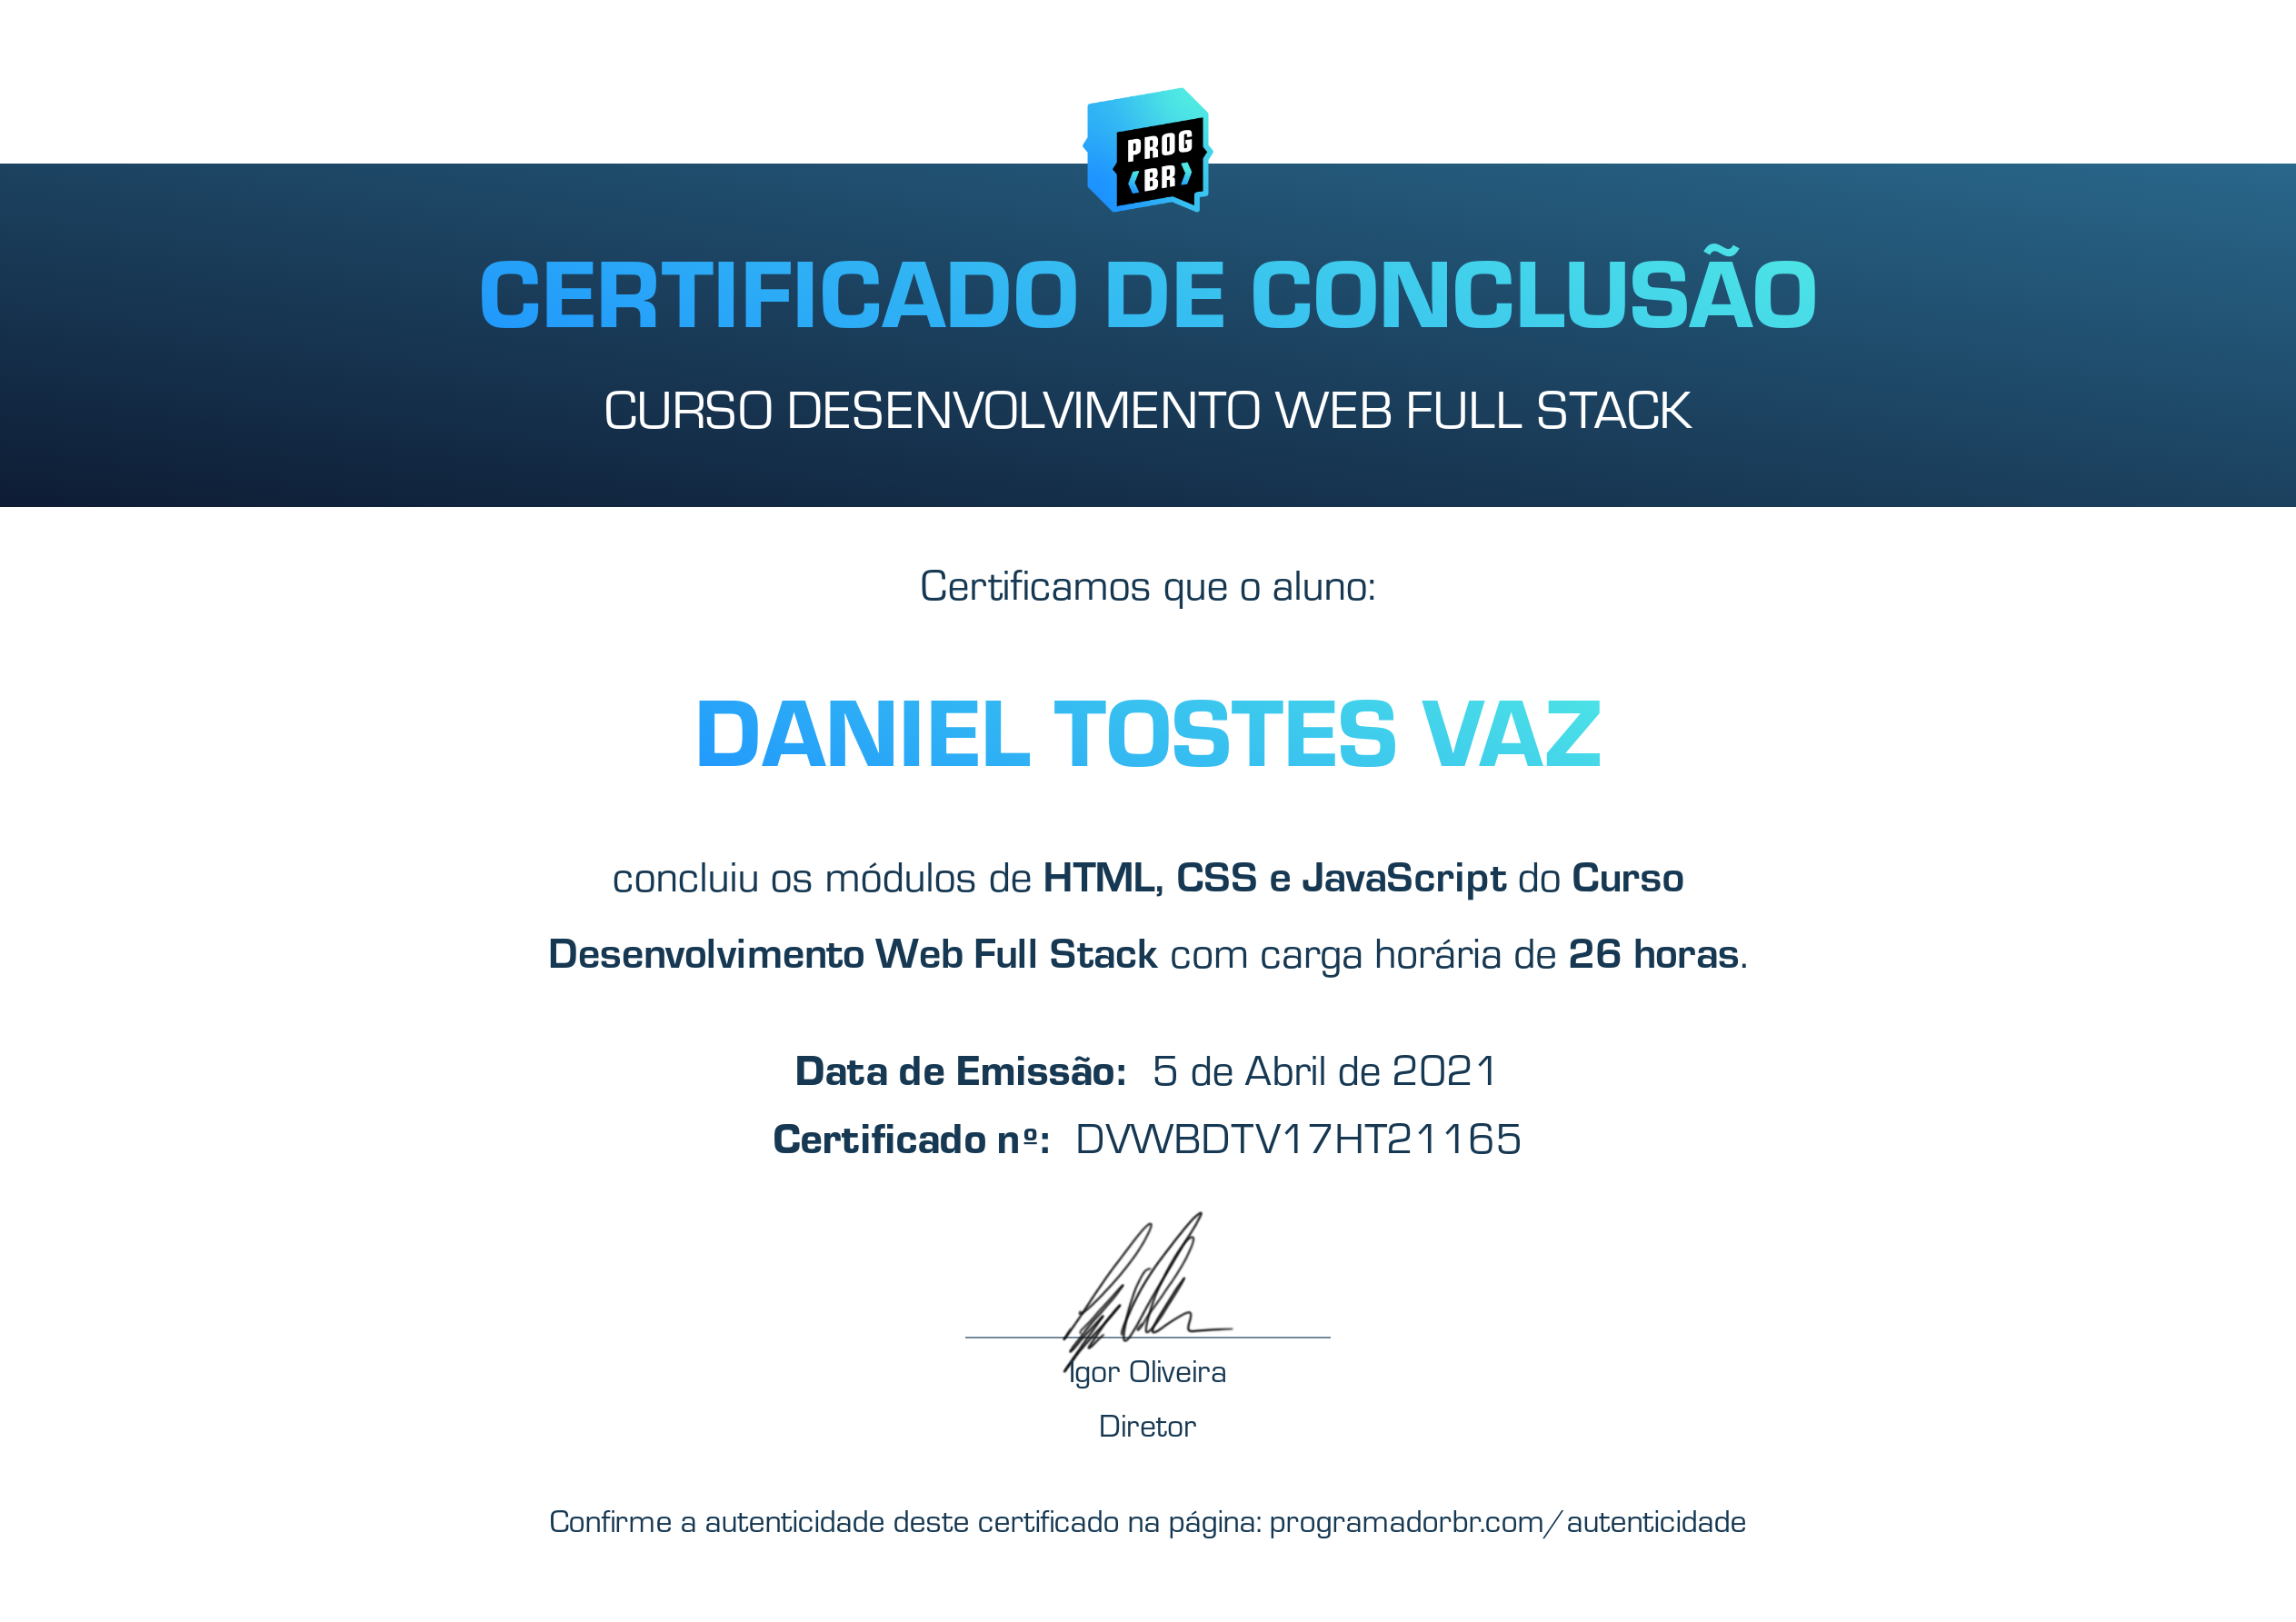 PROG
BR
CERTIFICADO DE CONCLUSÃO
CURSO DESENVOLVIMENTO WEB FULL STACK
Certificamos que o aluno:
DANIEL TOSTES VAZ
concluiu os módulos de HTML, CSS e JavaScript do Curso
Desenvolvimento Web Full Stack com carga horária de 26 horas.
Data de Emissão: 5 de Abril de 2021
Certificado nº: DVWBDTV17HT21165
Igor Oliveira
Diretor
Confirme a autenticidade deste certificado na página: programadorbr.com/autenticidade